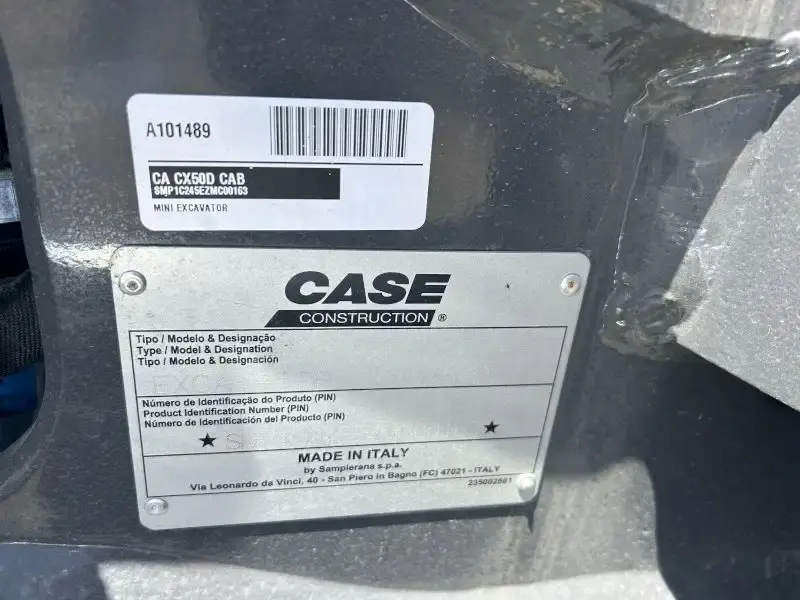 A101489
CA CX50D CAB
SMP1C245EZMC00163
MINI EXCAVATOR
CASE
CONSTRUCTION ®
Tipo / Modelo & Designação
Type / Model & Designation
Tipo / Modelo & Designación
Número de Identificação do Produto (PIN)
Product Identification Number (PIN)
Número de Identificación del Producto (PIN)
MADE IN ITALY
by Sampierana s.p.a.
Via Leonardo da Vinci, 40 - San Piero in Bagno (FC) 47021 - ITALY
235002681